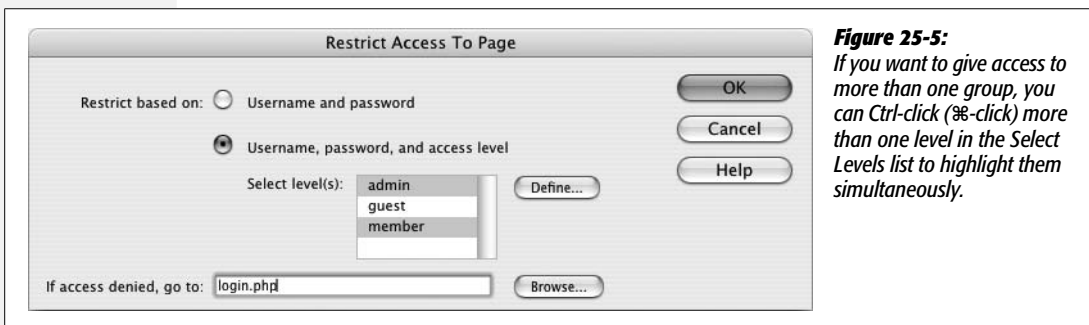 Restrict Access To Page
Restrict based on:
Username and password
Username, password, and access level
Select level(s):
admin
guest
member
Define...
If access denied, go to:
login.php
Browse...
OK
Cancel
Help
Figure 25-5:
If you want to give access to
more than one group, you
can Ctrl-click (⌘-click) more
than one level in the Select
Levels list to highlight them
simultaneously.